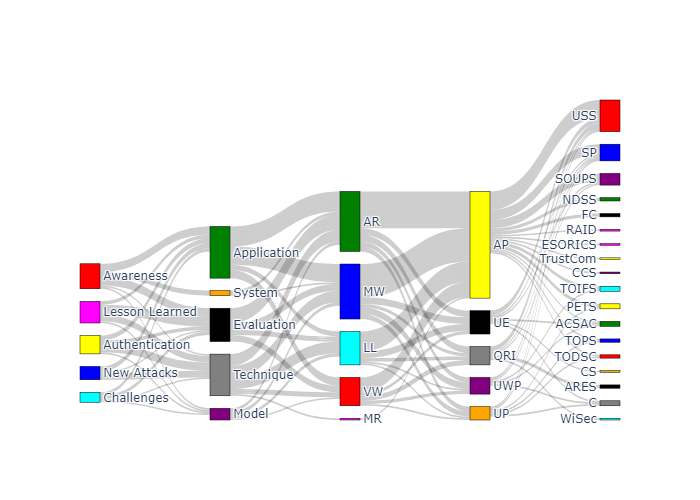 Awareness
Lesson Learned
Authentication
New Attacks
Challenges
Application
System
Evaluation
Technique
Model
AR
MW
LL
VW
MR
AP
UE
QRI
UWP
UP
USS
SP
SOUPS
NDSS
FC
RAID
ESORICS
TrustCom
CCS
TOIFS
PETS
ACSAC
TOPS
TODSC
CS
ARES
C
WiSec